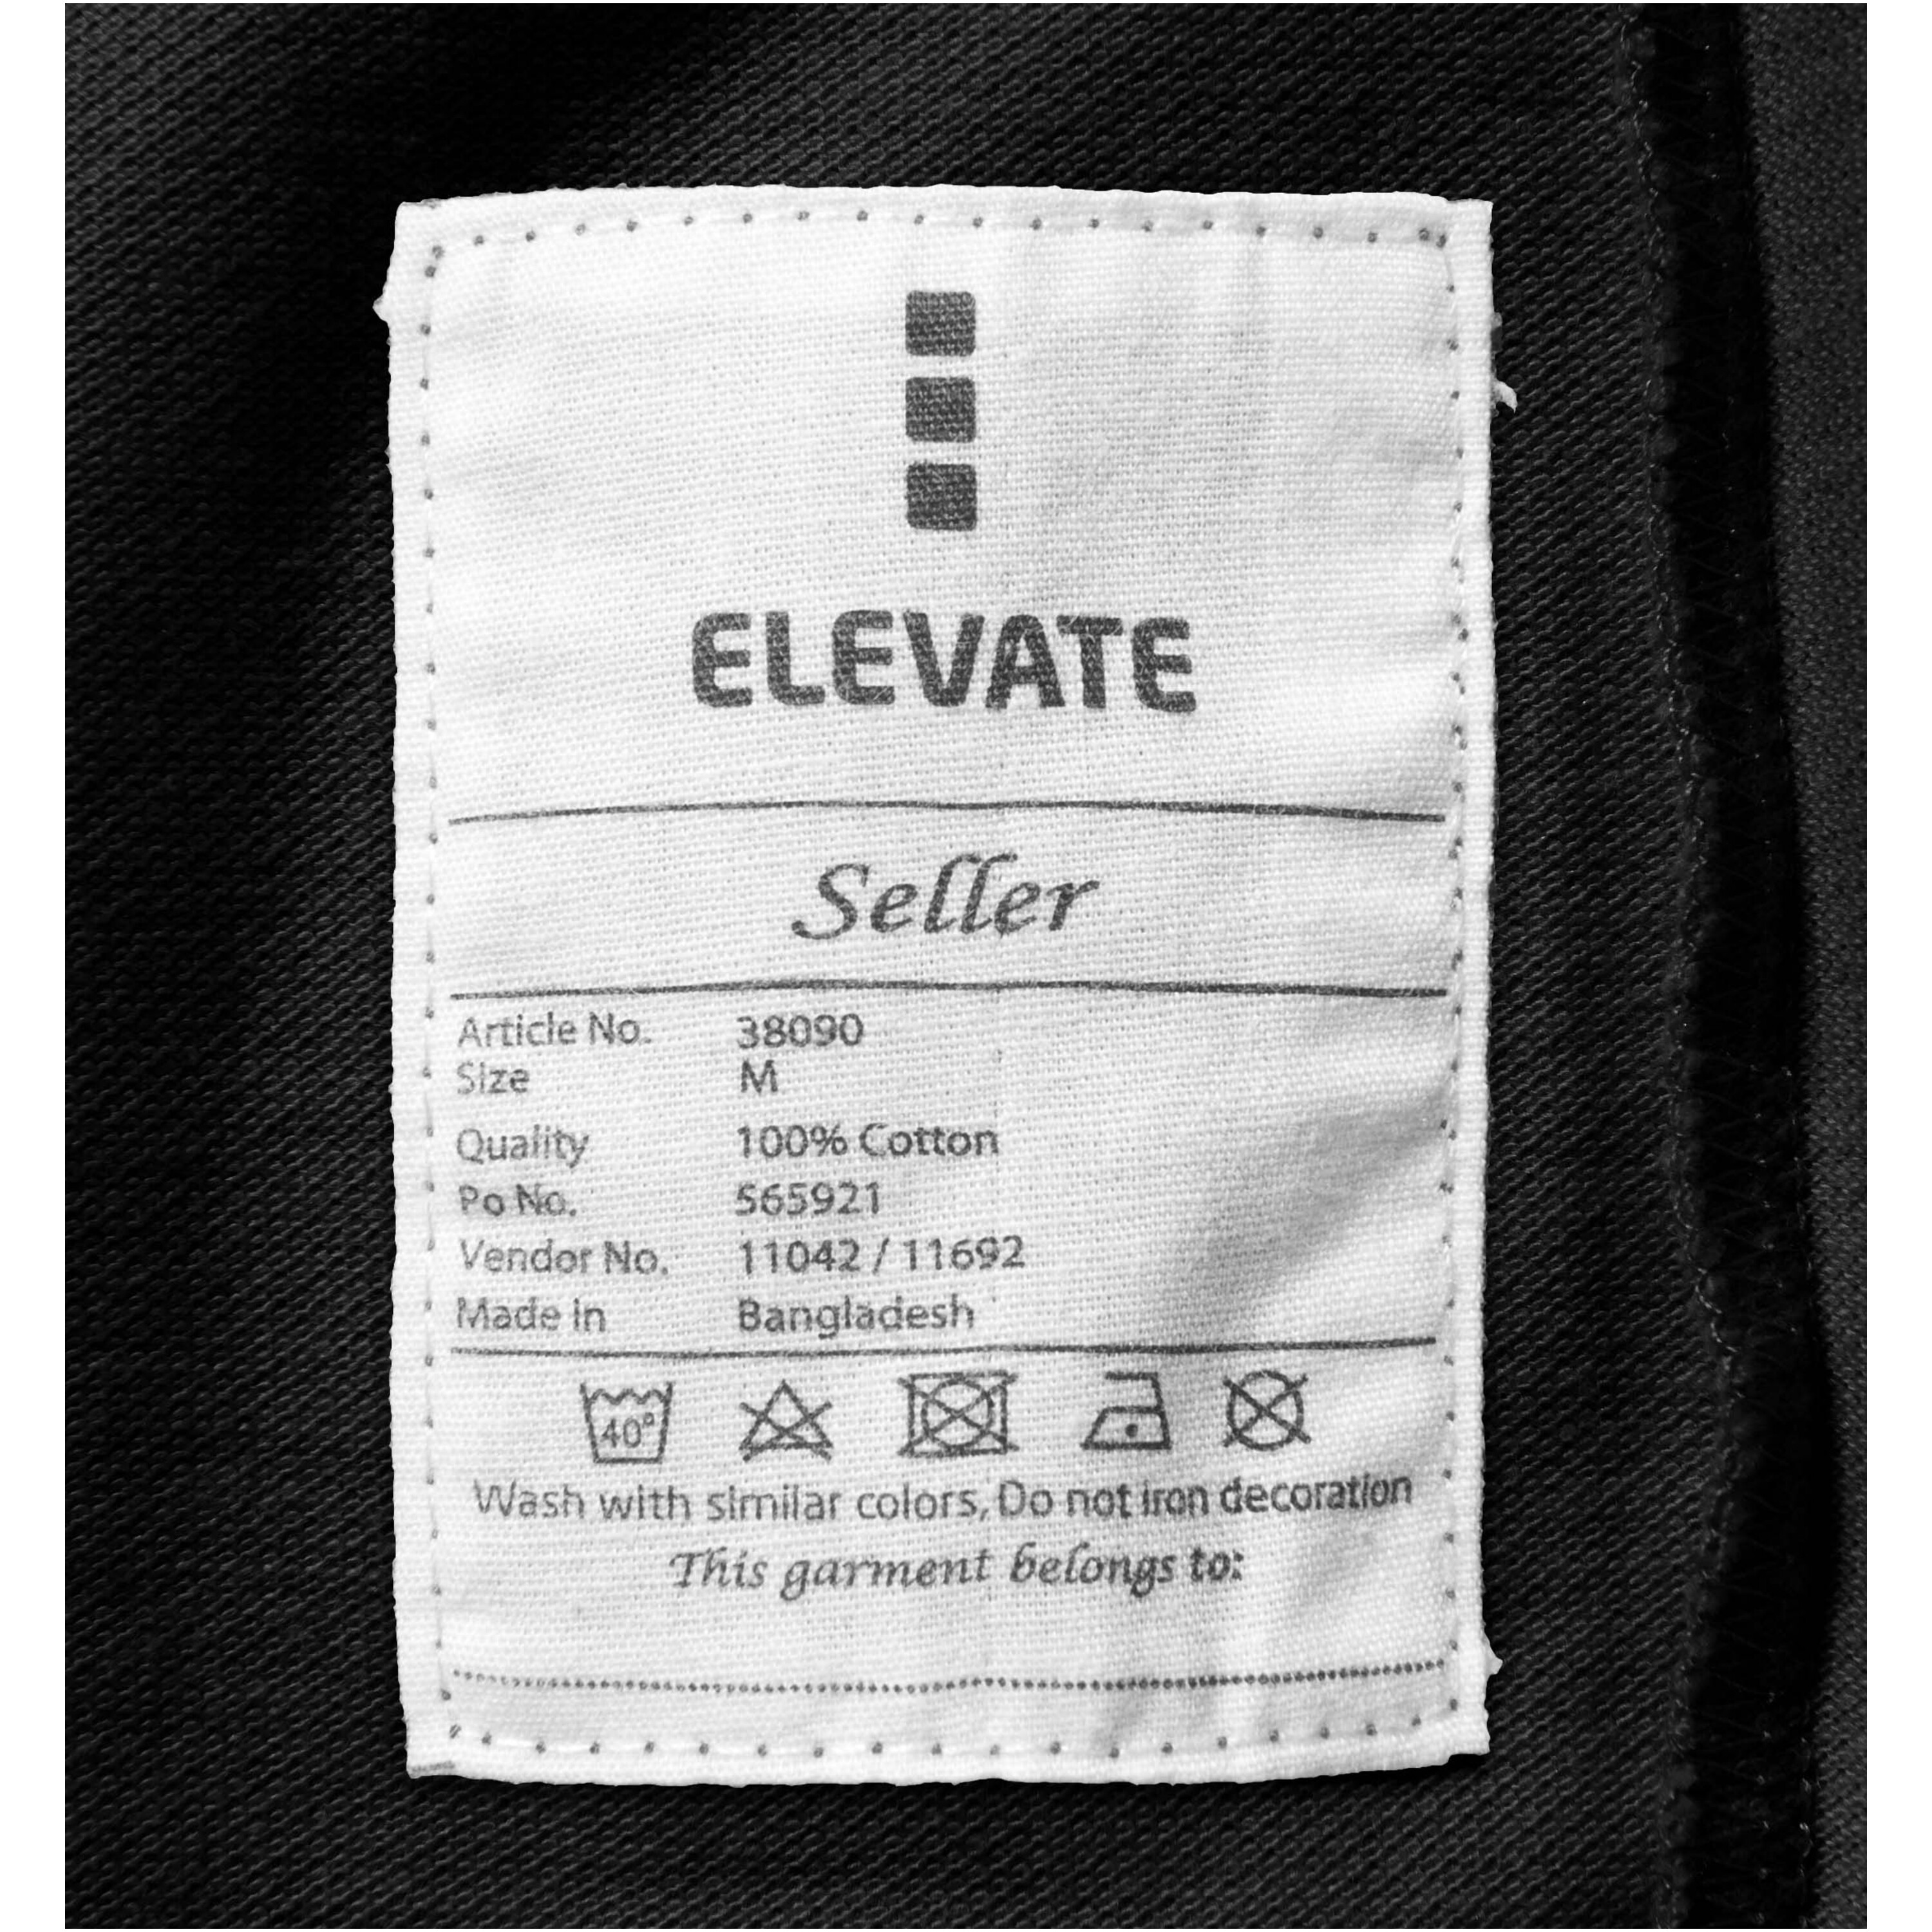 ELEVATE
Seller
Article No. 38090
Size M
Quality 100% Cotton
Po No. 565921
Vendor No. 11042 / 11692
Made in Bangladesh
40°
Wash with similar colors, Do not iron decoration
This garment belongs to: